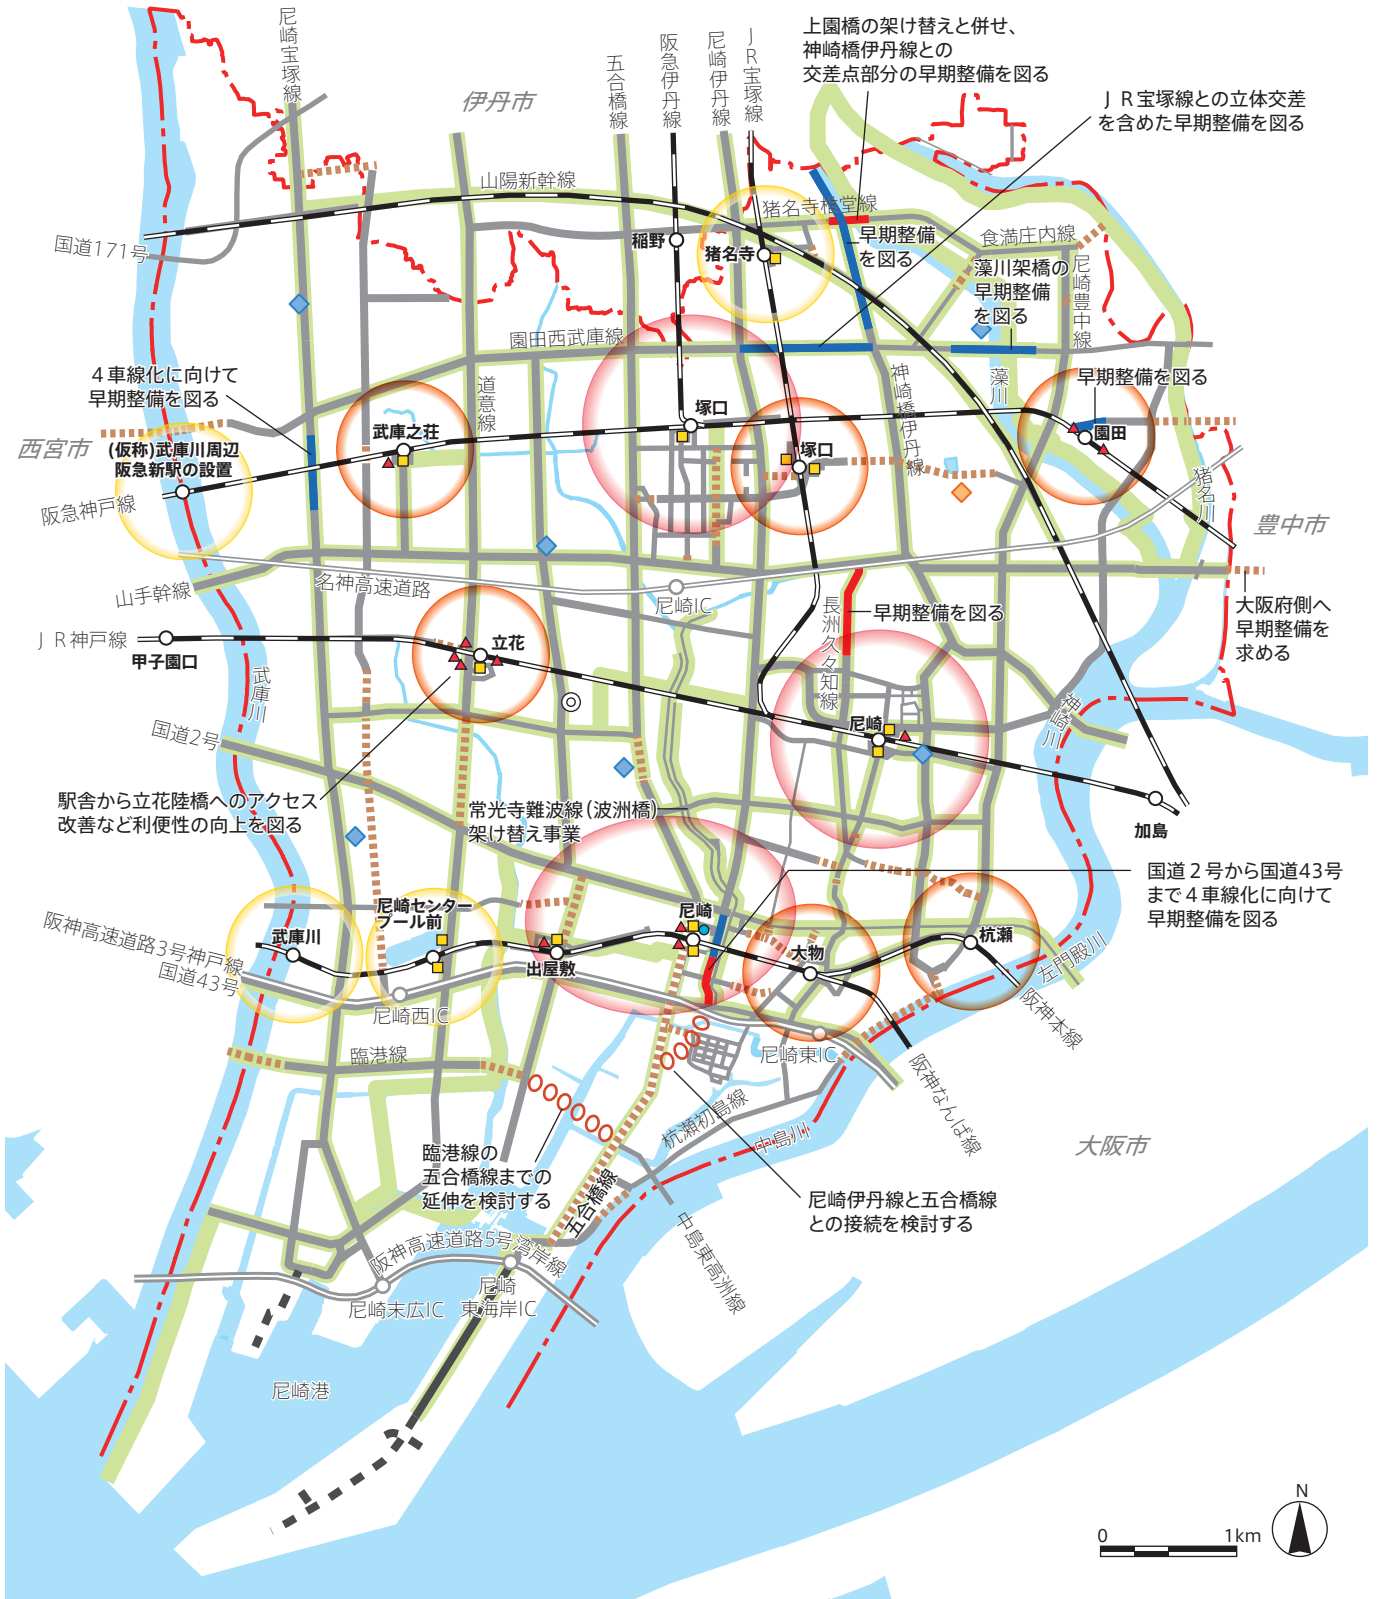 尼崎宝塚線
五合橋線
阪急伊丹線
尼崎伊丹線
ＪＲ宝塚線
上園橋の架け替えと併せ、
神崎橋伊丹線との
交差点部分の早期整備を図る
伊丹市
ＪＲ宝塚線との立体交差
を含めた早期整備を図る
山陽新幹線
猪名寺椎堂線
国道171号
稲野
猪名寺
早期整備
を図る
食満庄内線
藻川架橋の
早期整備
を図る
尼崎豊中線
園田西武庫線
４車線化に向けて
早期整備を図る
道意線
神崎橋伊丹線
藻川
早期整備を図る
西宮市
(仮称)武庫川周辺
阪急新駅の設置
武庫之荘
塚口
塚口
園田
猪名川
阪急神戸線
豊中市
山手幹線
名神高速道路
尼崎IC
長洲久々知線
早期整備を図る
大阪府側へ
早期整備を
求める
ＪＲ神戸線
甲子園口
立花
武庫川
国道2号
尼崎
神崎川
駅舎から立花陸橋へのアクセス
改善など利便性の向上を図る
常光寺難波線（波洲橋）
架け替え事業
加島
国道２号から国道43号
まで４車線化に向けて
早期整備を図る
阪神高速道路3号神戸線
国道43号
武庫川
尼崎センター
プール前
出屋敷
尼崎
大物
杭瀬
左門殿川
阪神本線
尼崎西IC
尼崎東IC
臨港線
阪神なんば線
杭瀬初島線
中島川
大阪市
臨港線の
五合橋線までの
延伸を検討する
五合橋線
尼崎伊丹線と五合橋線
との接続を検討する
中島東高洲線
阪神高速道路5号湾岸線
尼崎末広IC
尼崎
東海岸IC
尼崎港
N
0
1km